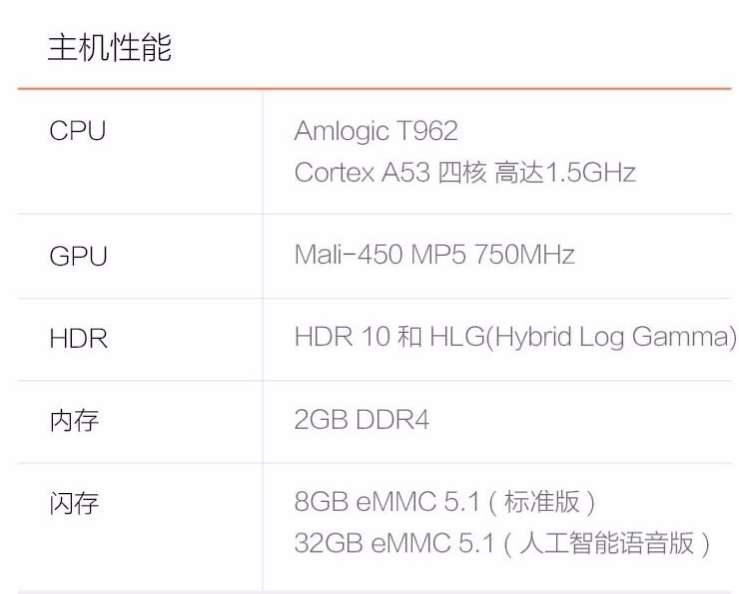 主机性能
CPU
Amlogic T962
Cortex A53 四核 高达1.5GHz
GPU
Mali-450 MP5 750MHz
HDR
HDR 10 和 HLG(Hybrid Log Gamma)
内存
2GB DDR4
闪存
8GB eMMC 5.1 ( 标准版 )
32GB eMMC 5.1 ( 人工智能语音版 )